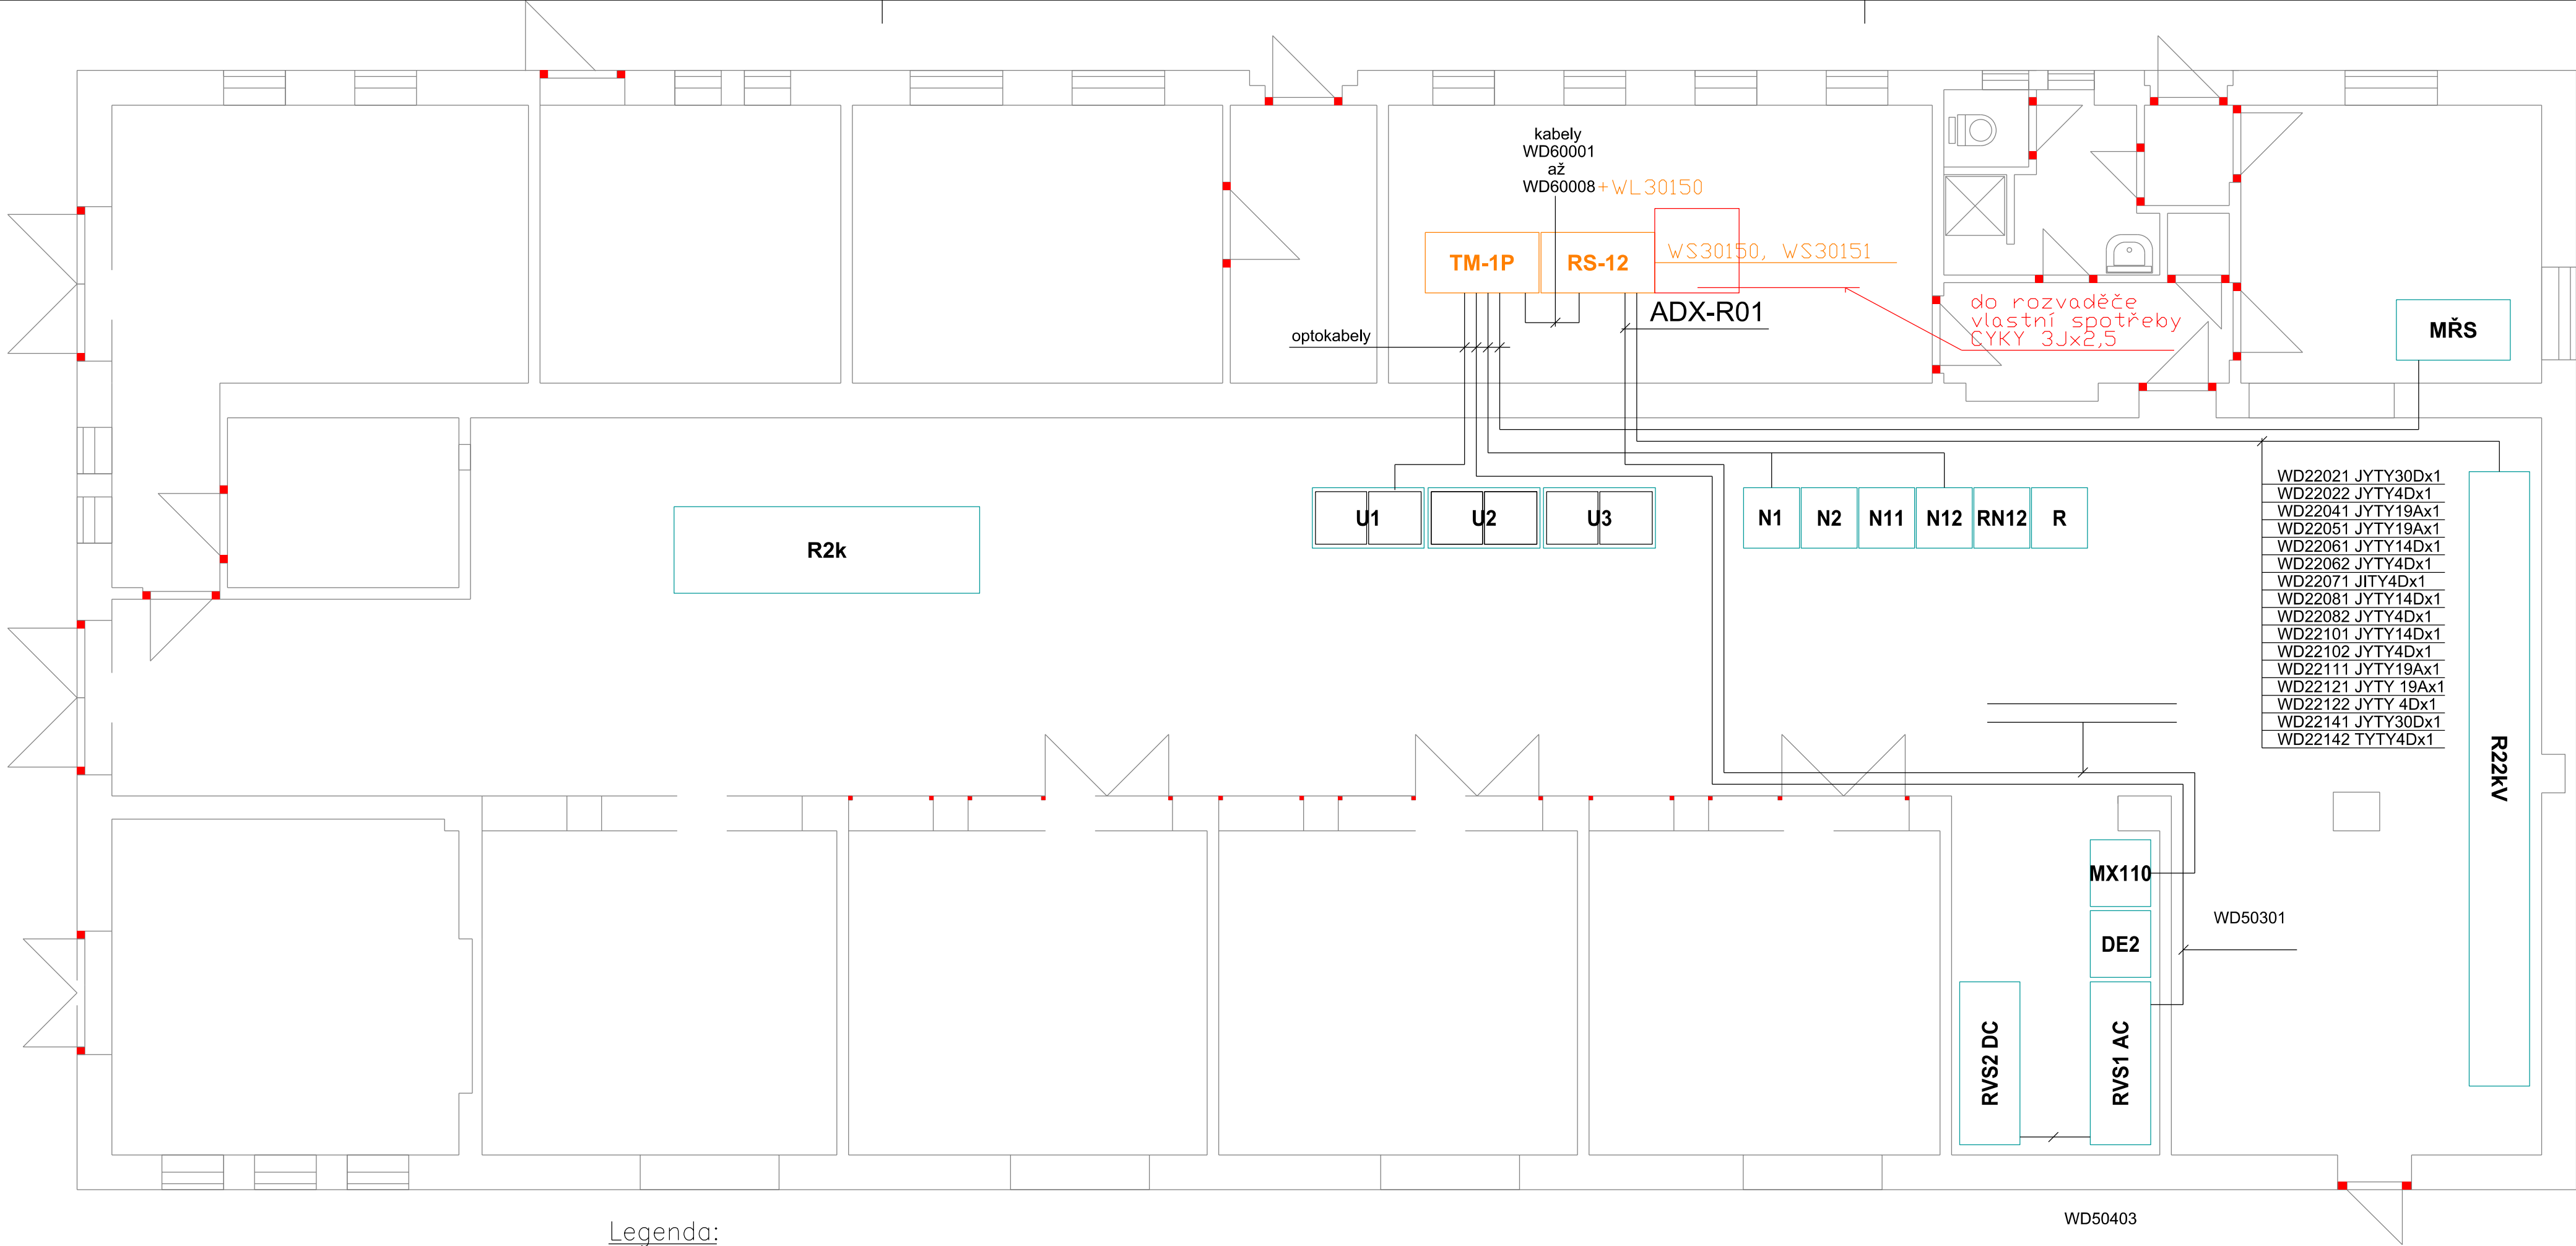 kabely
WD60001
až
WD60008 +WL30150
TM-1P
RS-12
WS30150, WS30151
ADX-R01
optokabely
do rozvaděče
vlastní spotřeby
CYKY 3Jx2,5
MŘS
R2k
U1
U2
U3
N1
N2
N11
N12
RN12
R
WD22021 JYTY30Dx1
WD22022 JYTY4Dx1
WD22041 JYTY19Ax1
WD22051 JYTY19Ax1
WD22061 JYTY14Dx1
WD22062 JYTY4Dx1
WD22071 JITY4Dx1
WD22081 JYTY14Dx1
WD22082 JYTY4Dx1
WD22101 JYTY14Dx1
WD22102 JYTY4Dx1
WD22111 JYTY19Ax1
WD22121 JYTY 19Ax1
WD22122 JYTY 4Dx1
WD22141 JYTY30Dx1
WD22142 TYTY4Dx1
R22kV
MX110
DE2
WD50301
RVS2 DC
RVS1 AC
WD50403
Legenda: